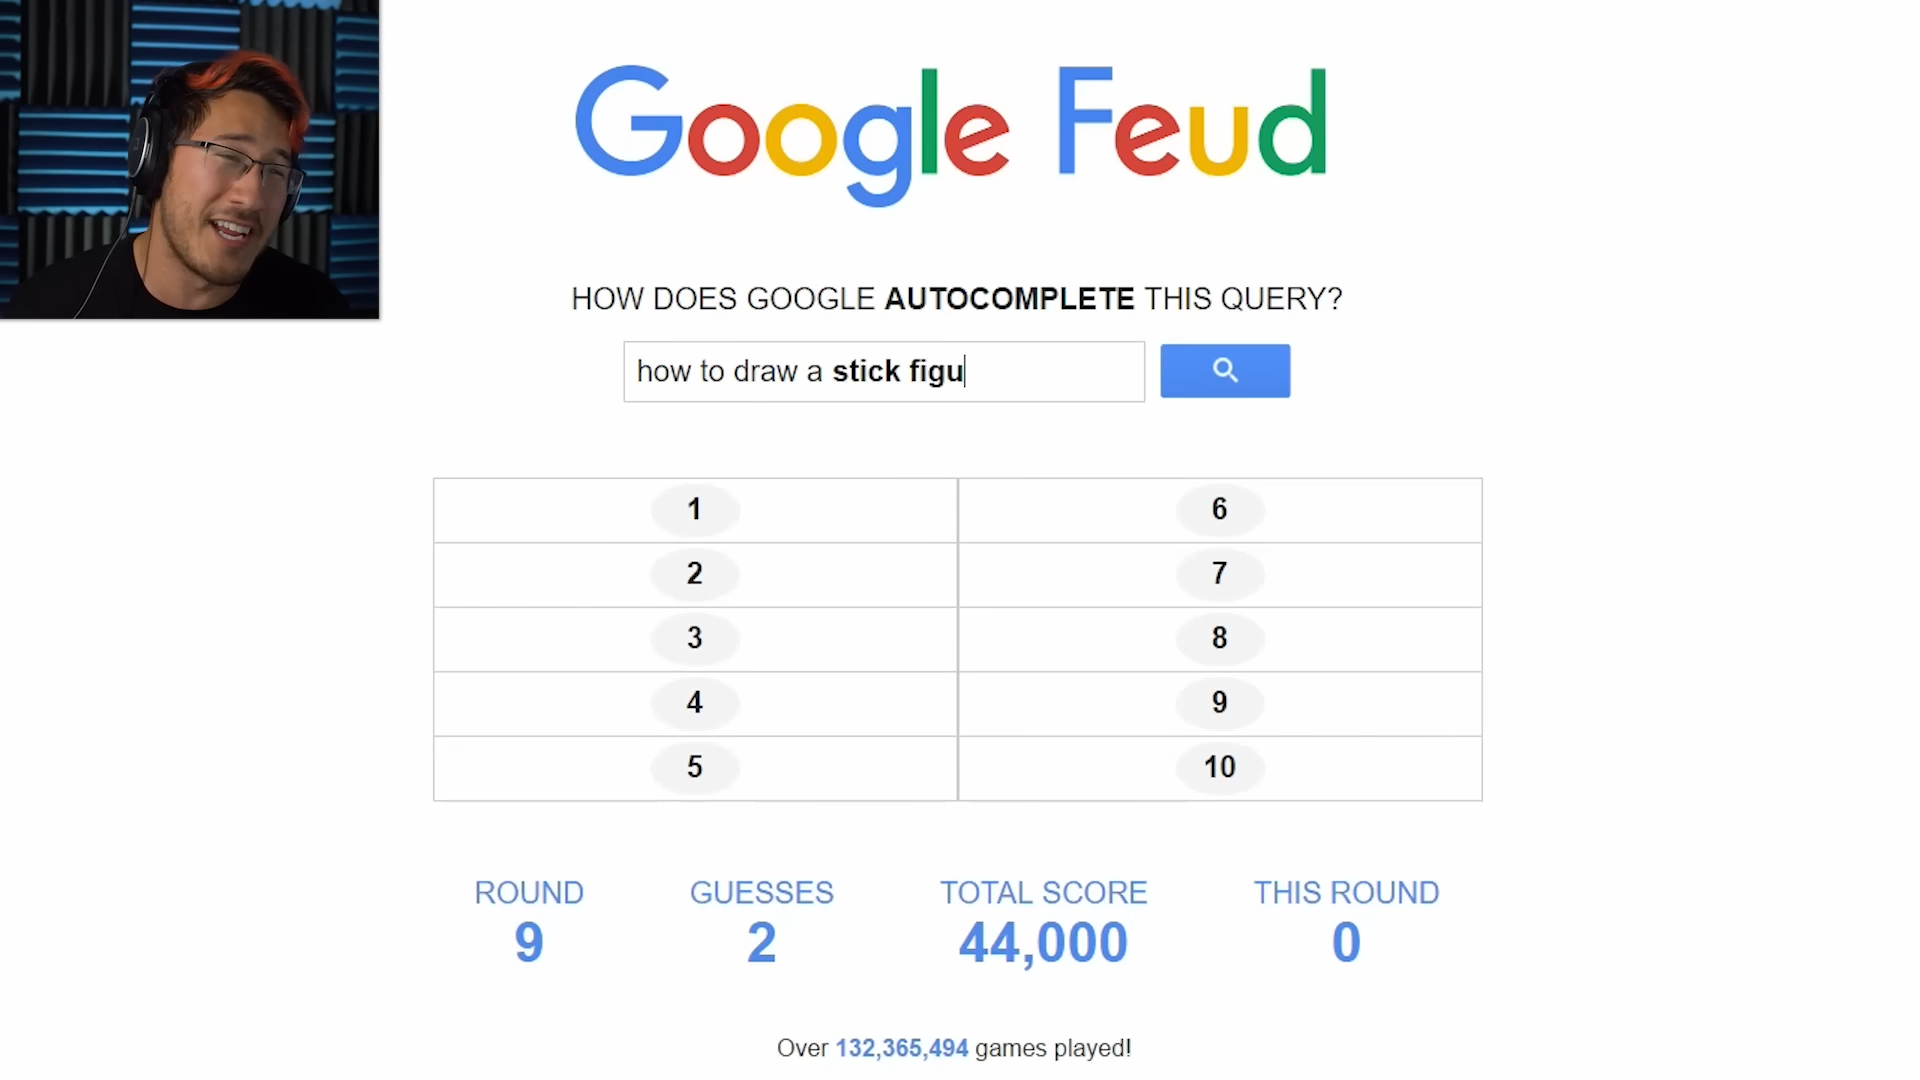 Google Feud
HOW DOES GOOGLE AUTOCOMPLETE THIS QUERY?
how to draw a stick figu
1
2
3
4
5
6
7
8
9
10
ROUND
9
GUESSES
2
TOTAL SCORE
44,000
THIS ROUND
0
Over 132,365,494 games played!